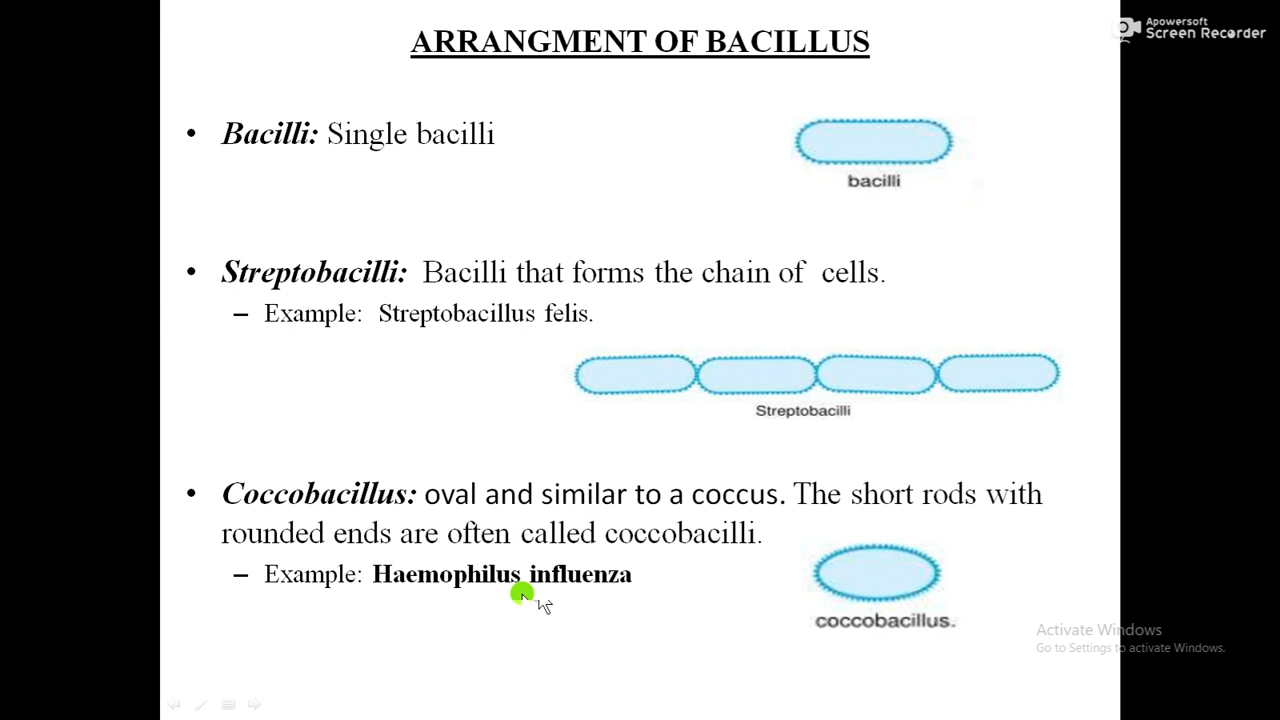 ARRANGMENT OF BACILLUS
Apowersoft
Screen Recorder
• Bacilli: Single bacilli
bacilli
• Streptobacilli: Bacilli that forms the chain of cells.
– Example: Streptobacillus felis.
Streptobacilli
• Coccobacillus: oval and similar to a coccus. The short rods with
rounded ends are often called coccobacilli.
– Example: Haemophilus influenza
coccobacillus.
Activate Windows
Go to Settings to activate Windows.